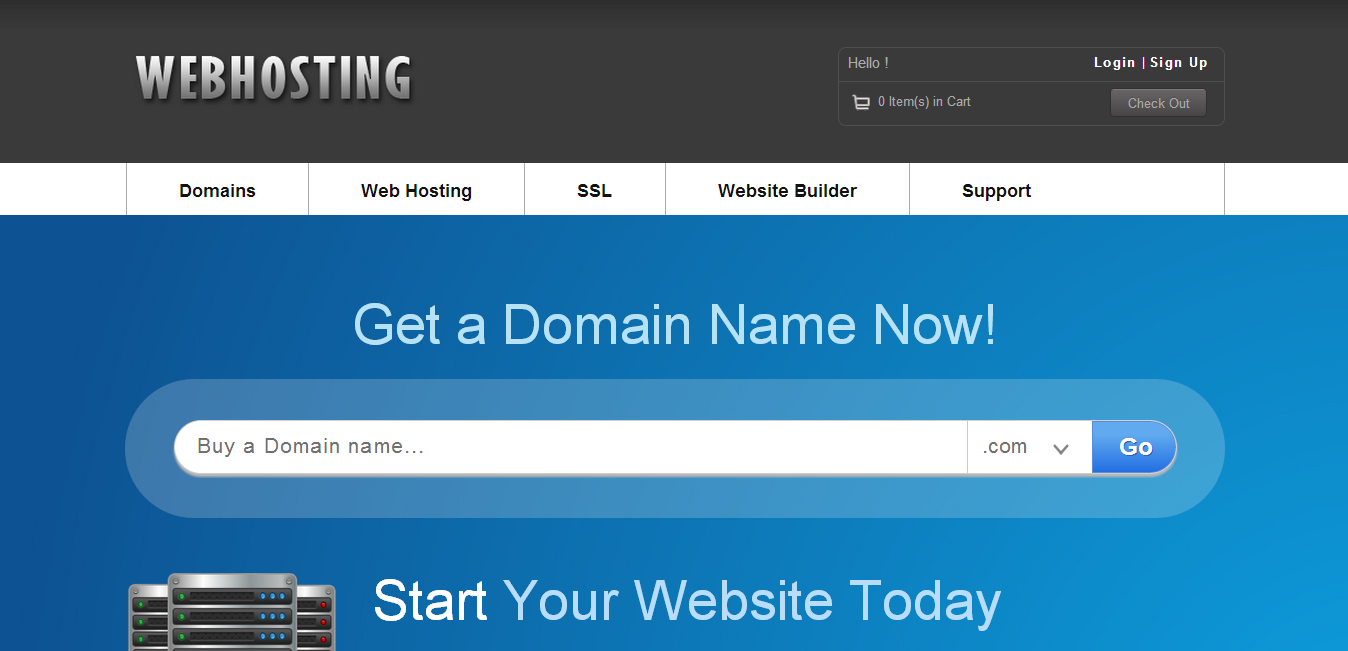 WEBHOSTING
Hello !
Login | Sign Up
0 Item(s) in Cart
Check Out
Domains
Web Hosting
SSL
Website Builder
Support
Get a Domain Name Now!
Buy a Domain name...
.com
Go
Start Your Website Today